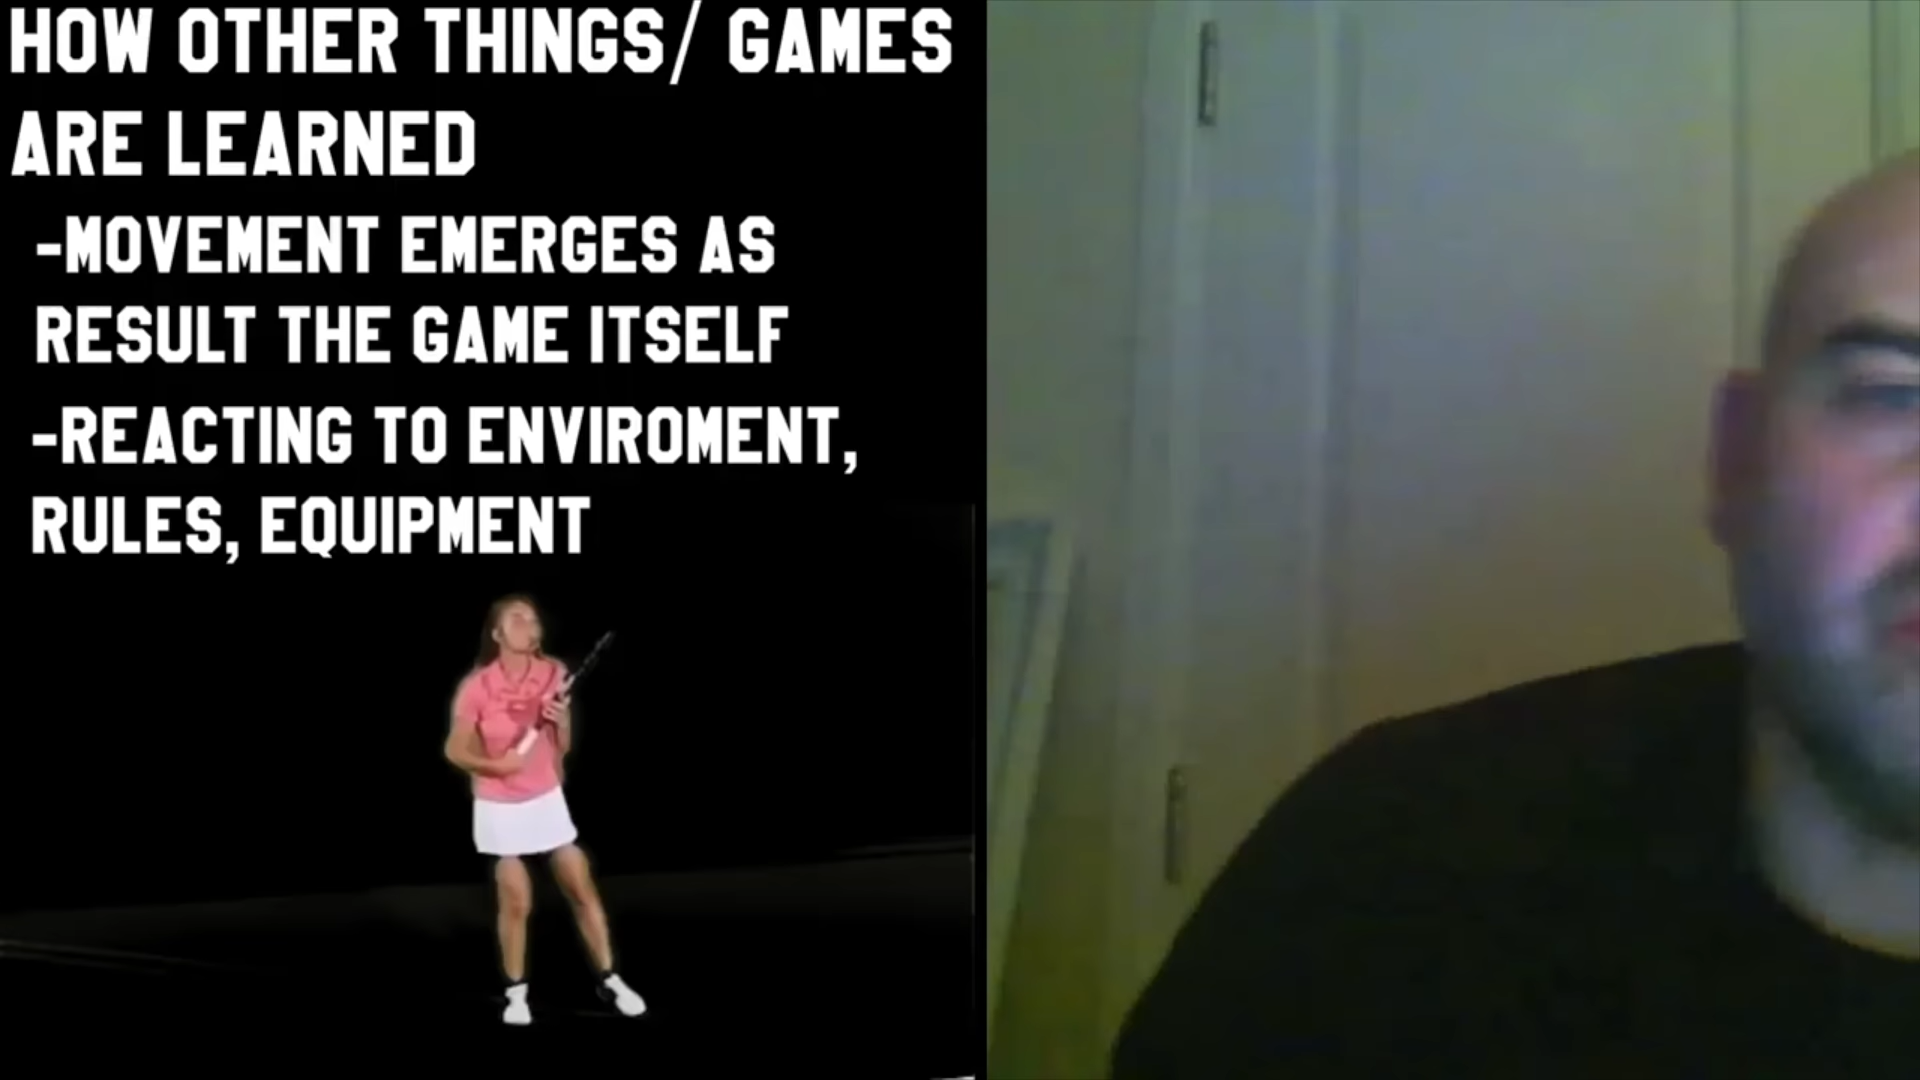 HOW OTHER THINGS/ GAMES
ARE LEARNED
-MOVEMENT EMERGES AS
RESULT THE GAME ITSELF
-REACTING TO ENVIROMENT,
RULES, EQUIPMENT